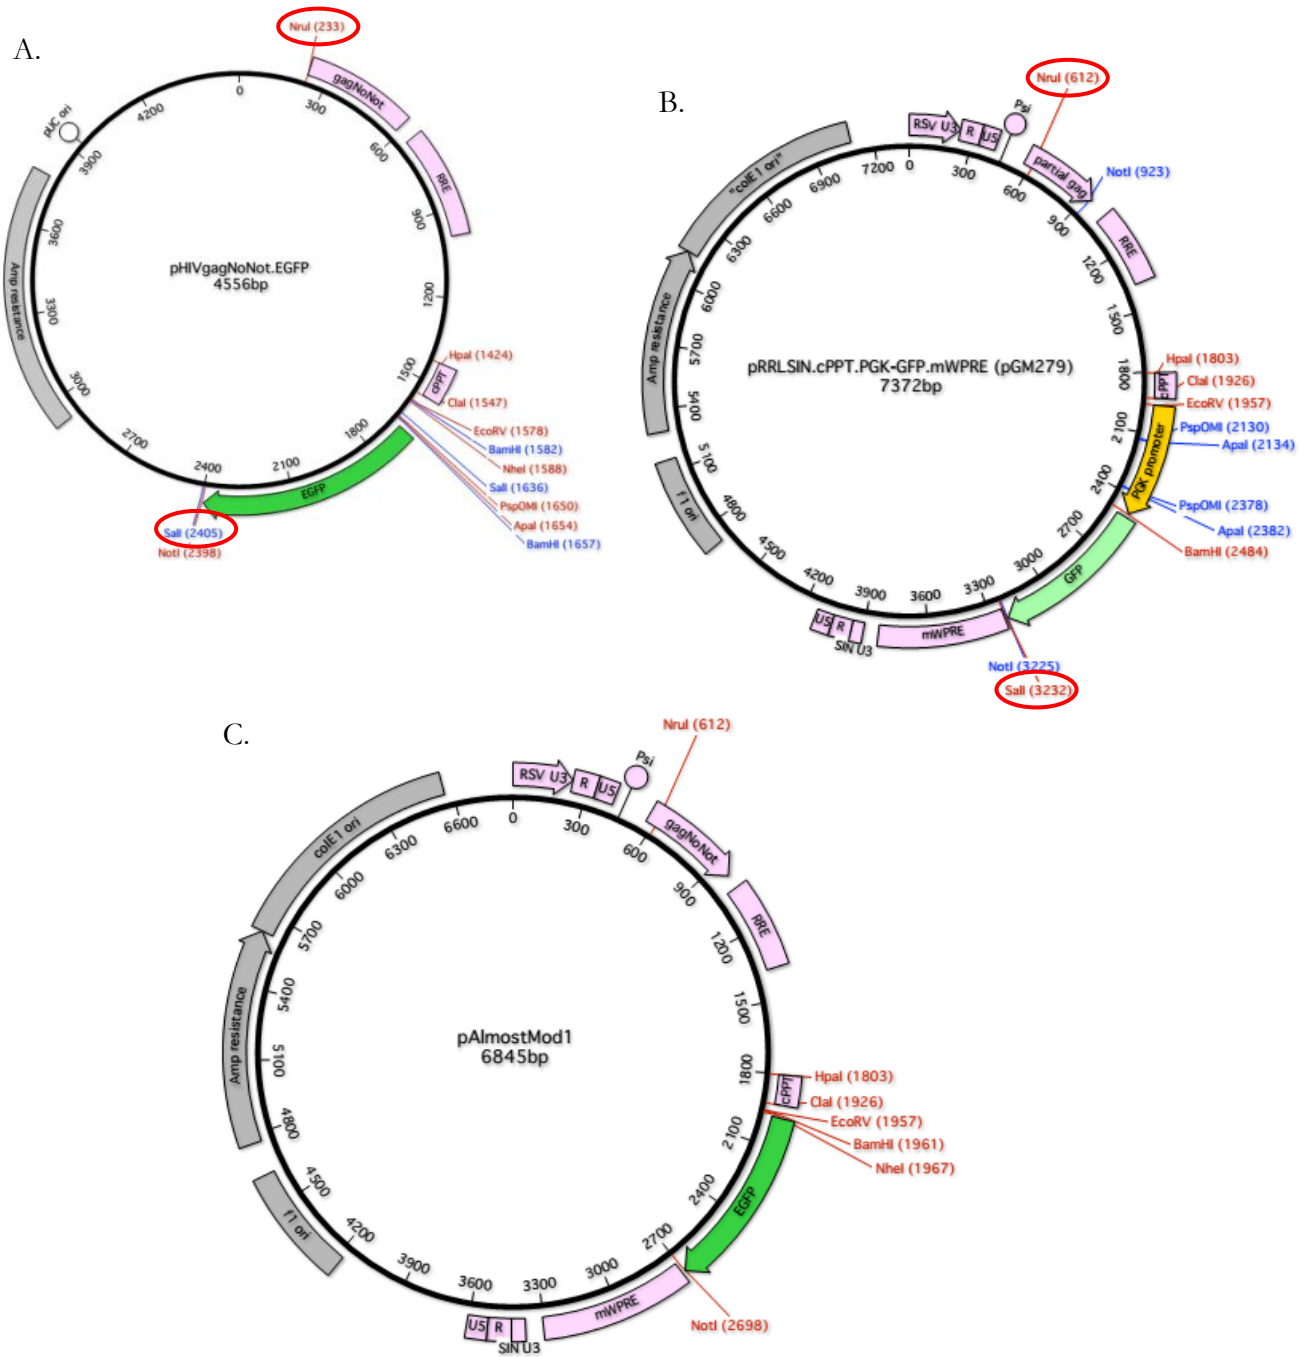 A.
NruI (233)
gagNoNot
RRE
0
300
600
900
1200
1500
1800
2100
2400
2700
3000
3300
3600
3900
4200
pUC ori
Amp resistance
pHIVgagNoNot.EGFP
4556bp
HpaI (1424)
cPPT
ClaI (1547)
EcoRV (1578)
BamHI (1582)
NheI (1588)
SalI (1636)
PspOMI (1650)
ApaI (1654)
BamHI (1657)
EGFP
SalI (2405)
NotI (2398)
B.
NruI (612)
Psi
RSV U3
R
U5
partial gag
NotI (923)
RRE
0
300
600
900
1200
1500
1800
2100
2400
2700
3000
3300
3600
3900
4200
4500
4800
5100
5400
5700
6000
6300
6600
6900
7200
"colE1 ori"
Amp resistance
f1 ori
pRRLSIN.cPPT.PGK-GFP.mWPRE (pGM279)
7372bp
HpaI (1803)
cPPT
ClaI (1926)
EcoRV (1957)
PspOMI (2130)
ApaI (2134)
PGK promoter
PspOMI (2378)
ApaI (2382)
BamHI (2484)
GFP
mWPRE
U5
R
SIN U3
NotI (3225)
SalI (3232)
C.
NruI (612)
Psi
RSV U3
R
U5
gagNoNot
RRE
0
300
600
900
1200
1500
1800
2100
2400
2700
3000
3300
3600
3900
4200
4500
4800
5100
5400
5700
6000
6300
6600
colE1 ori
Amp resistance
f1 ori
pAlmostMod1
6845bp
HpaI (1803)
cPPT
ClaI (1926)
EcoRV (1957)
BamHI (1961)
NheI (1967)
EGFP
mWPRE
U5
R
SIN U3
NotI (2698)